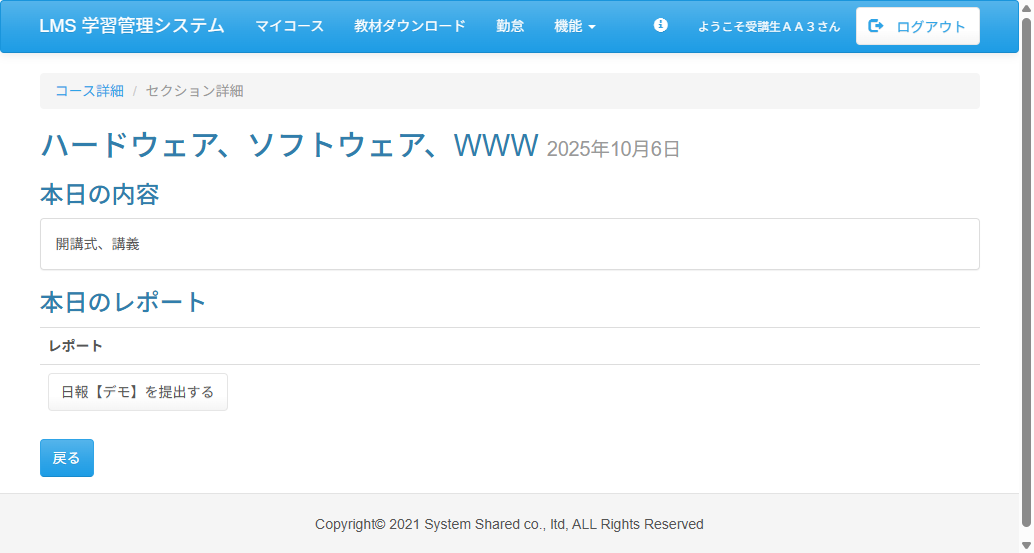 LMS 学習管理システム マイコース 教材ダウンロード 勤怠 機能 ようこそ受講生ＡＡ３さん ログアウト
コース詳細 / セクション詳細
ハードウェア、ソフトウェア、WWW 2025年10月6日
本日の内容
開講式、講義
本日のレポート
レポート
日報【デモ】を提出する
戻る
Copyright© 2021 System Shared co., ltd, ALL Rights Reserved